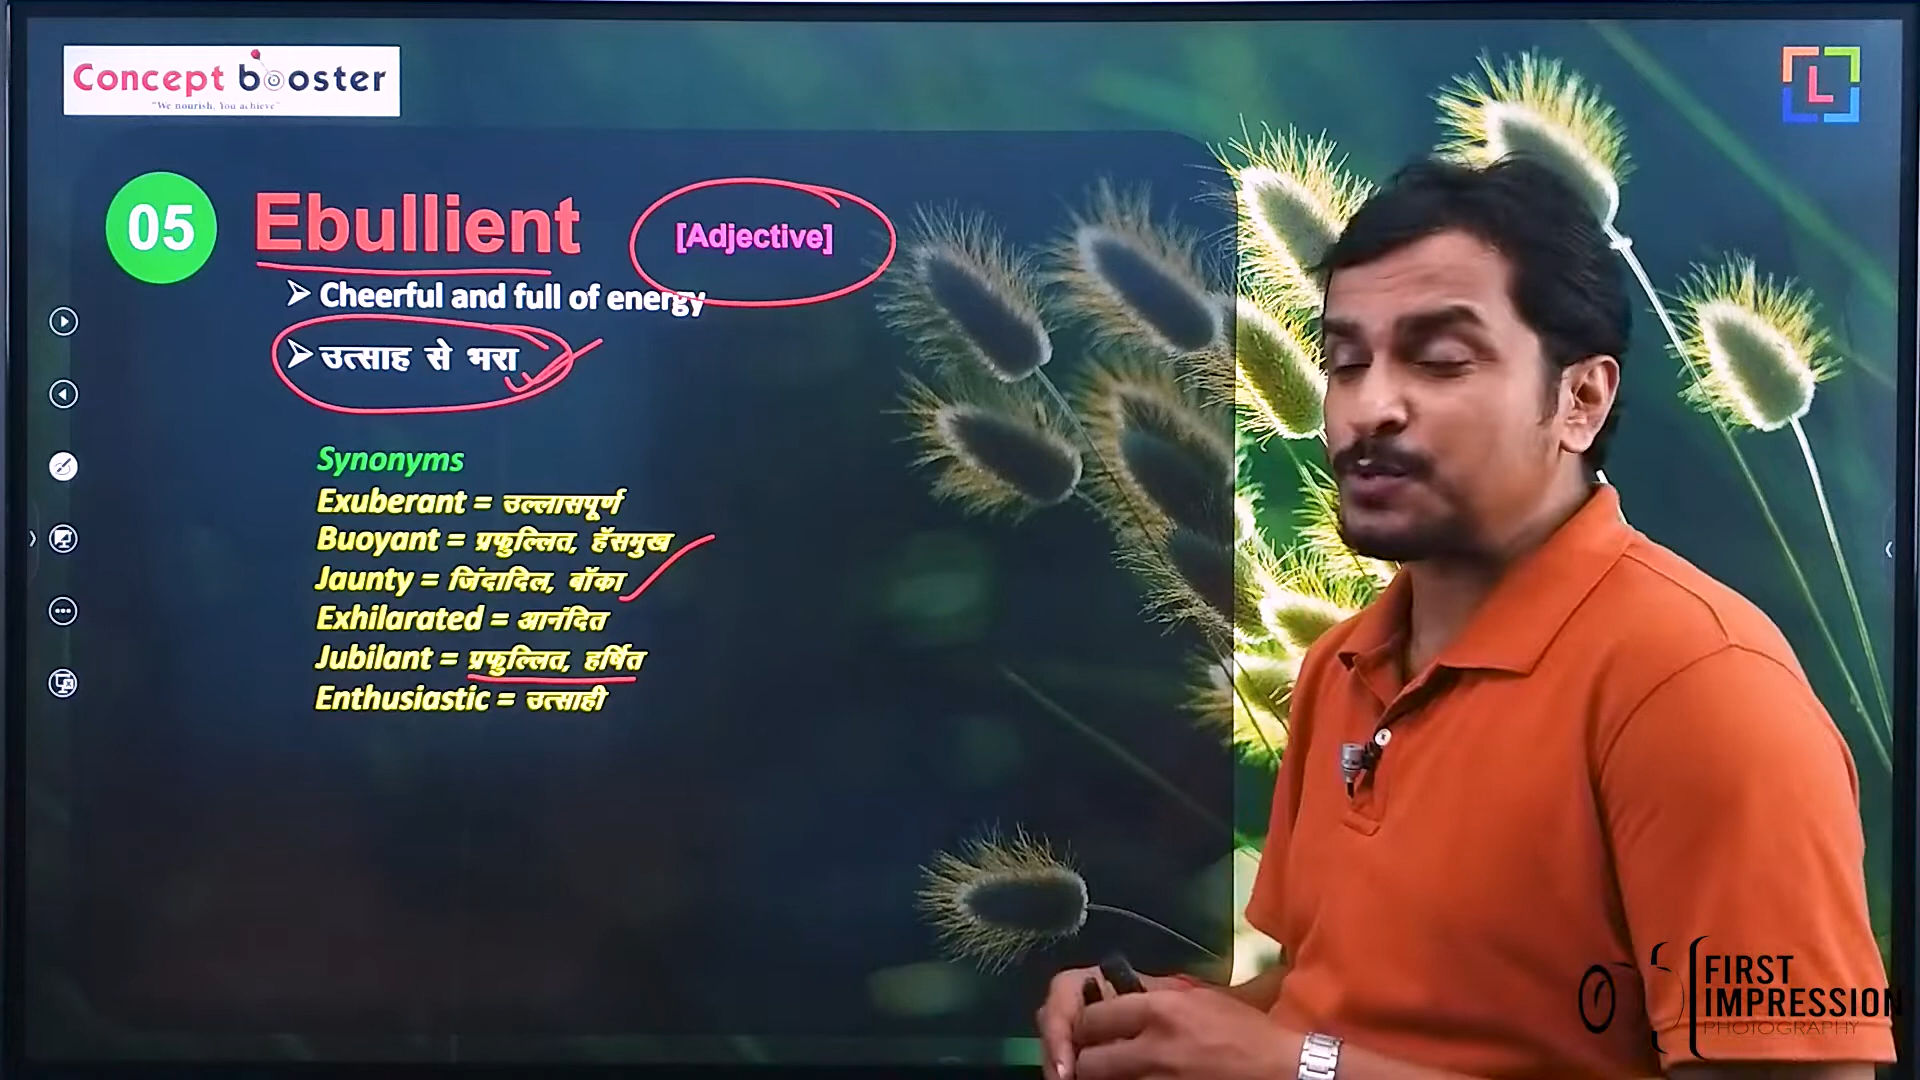 Concept booster
"We nourish, You achieve"
L
05
Ebullient
[Adjective]
➢ Cheerful and full of energy
➢ उत्साह से भरा
Synonyms
Exuberant = उल्लासपूर्ण
Buoyant = प्रफुल्लित, हॅसमुख
Jaunty = जिंदादिल, बॉका
Exhilarated = आनंदित
Jubilant = प्रफुल्लित, हर्षित
Enthusiastic = उत्साही
FIRST
IMPRESSION
PHOTOGRAPHY